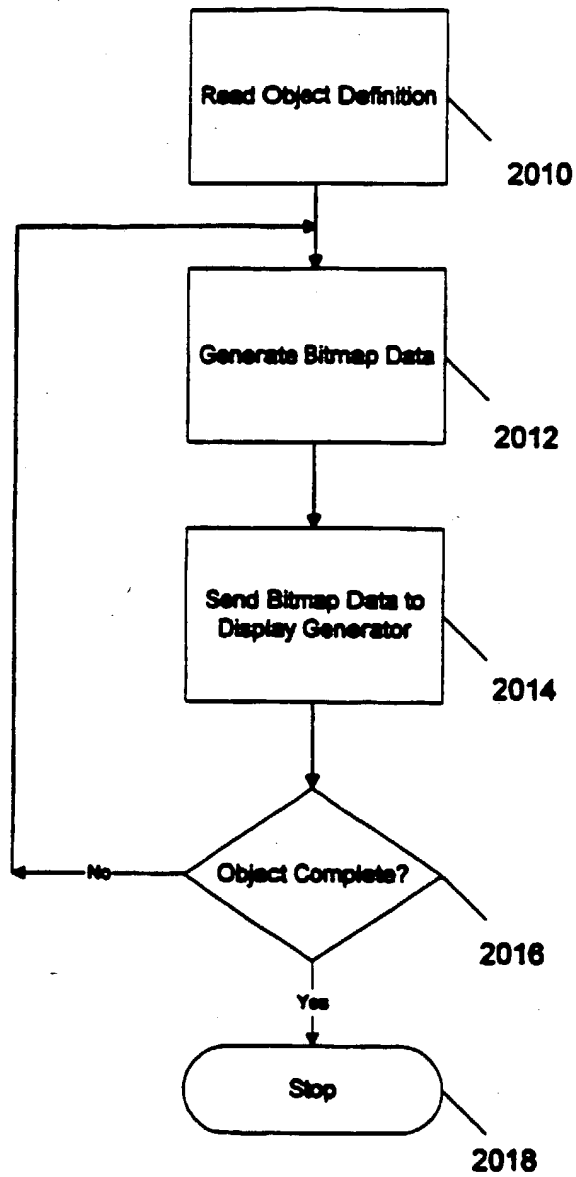 Read Object Definition
2010
Generate Bitmap Data
2012
Send Bitmap Data to
Display Generator
2014
Object Complete?
No
2016
Yes
Stop
2018